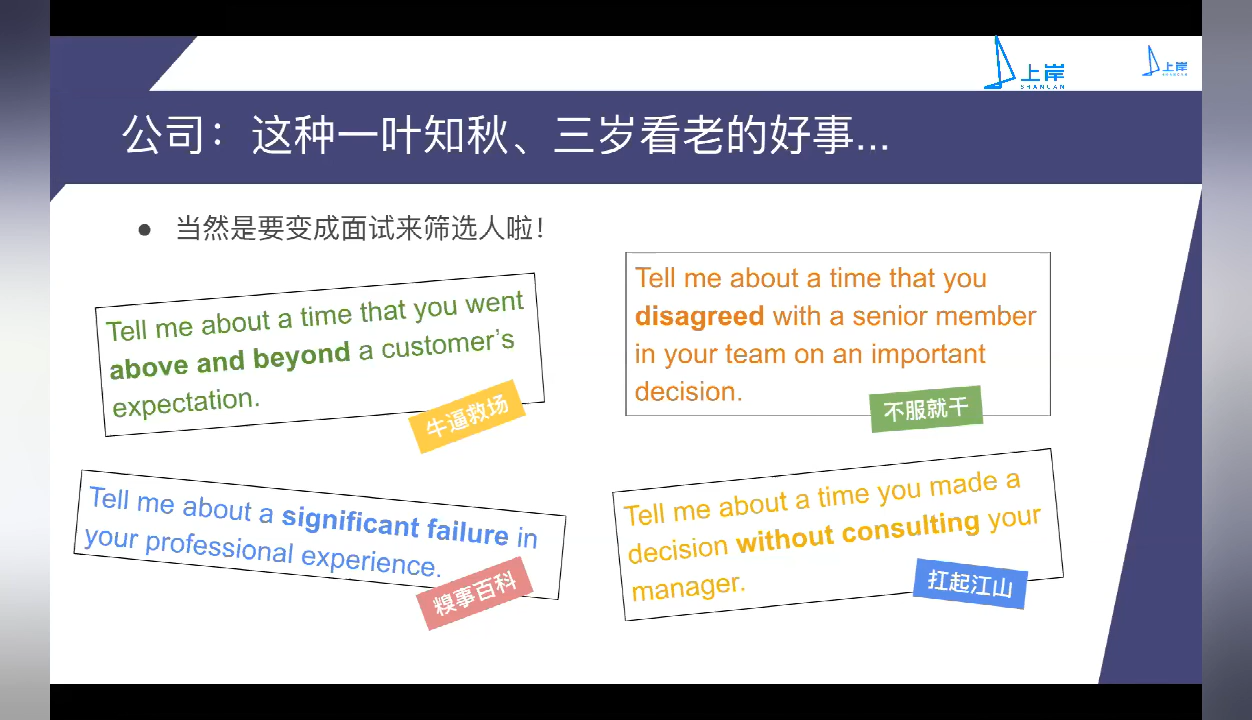 上岸
SHANGAN
上岸
公司：这种一叶知秋、三岁看老的好事...
● 当然是要变成面试来筛选人啦！
Tell me about a time that you went
above and beyond a customer’s
expectation.
牛逼救场
Tell me about a time that you
disagreed with a senior member
in your team on an important
decision.
不服就干
Tell me about a significant failure in
your professional experience.
糗事百科
Tell me about a time you made a
decision without consulting your
manager.
扛起江山